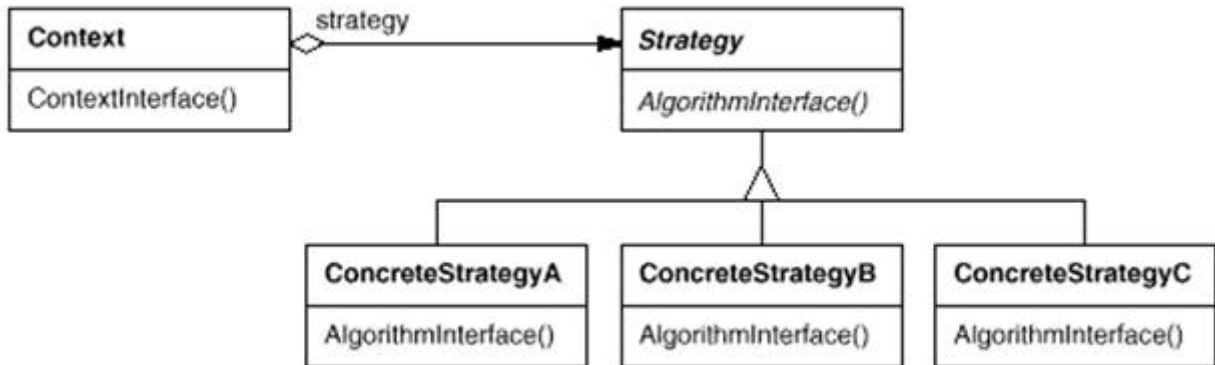 strategy
Context
ContextInterface()
Strategy
AlgorithmInterface()
ConcreteStrategyA
AlgorithmInterface()
ConcreteStrategyB
AlgorithmInterface()
ConcreteStrategyC
AlgorithmInterface()